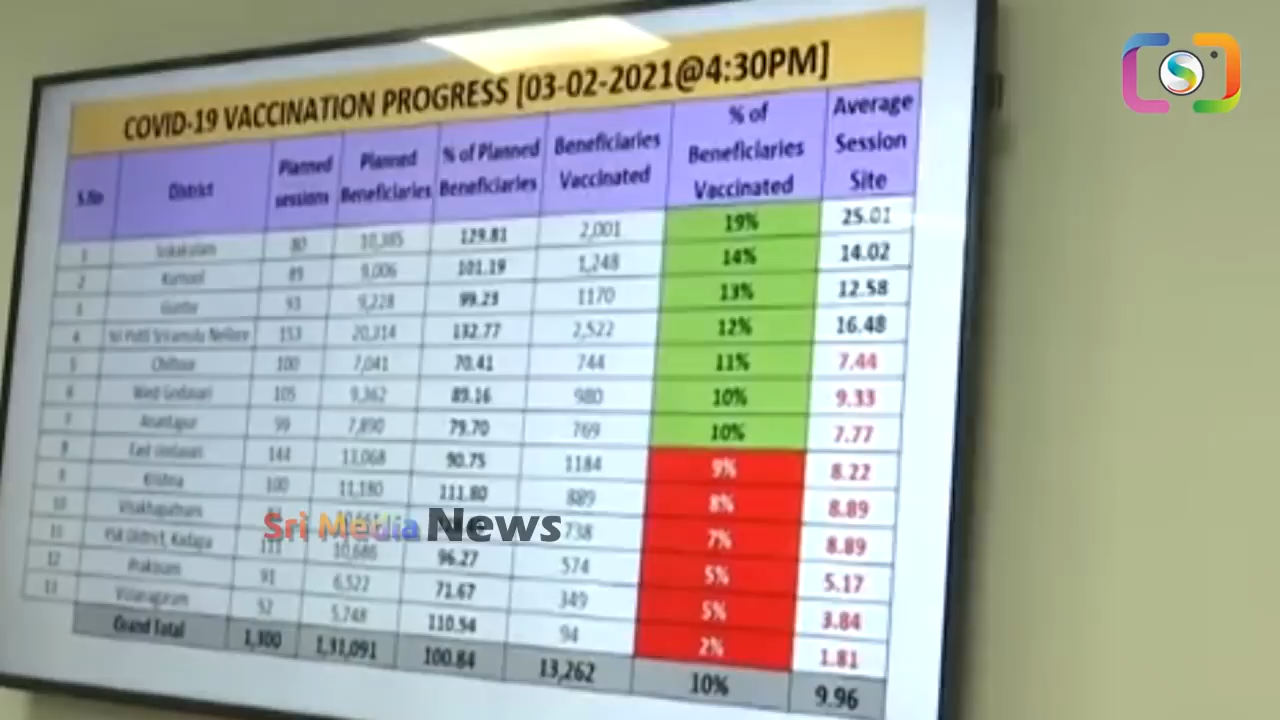 COVID-19 VACCINATION PROGRESS [03-02-2021@4:30PM]
S.No District Planned sessions Planned Beneficiaries % of Planned Beneficiaries Beneficiaries Vaccinated % of Beneficiaries Vaccinated Average Session Site
1 Srikakulam 80 10,385 129.81 2,001 19% 25.01
2 Kurnool 89 9,006 101.19 1,248 14% 14.02
3 Guntur 93 9,228 99.23 1170 13% 12.58
4 Sri Potti Sriramulu Nellore 153 20,314 132.77 2,522 12% 16.48
5 Chittoor 100 7,041 70.41 744 11% 7.44
6 West Godavari 105 9,362 89.16 980 10% 9.33
7 Anantapur 99 7,890 79.70 769 10% 7.77
8 East Godavari 144 13,068 90.75 1184 9% 8.22
9 Krishna 100 11,180 111.80 889 8% 8.89
10 Visakhapatnam 738 7% 8.89
11 YSR District, Kadapa 111 10,686 96.27 574 5% 5.17
12 Prakasam 91 6,522 71.67 349 5% 3.84
13 Vizianagaram 52 5,748 110.54 94 2% 1.81
Grand Total 1,300 1,31,091 100.84 13,262 10% 9.96
Sri Media News
S